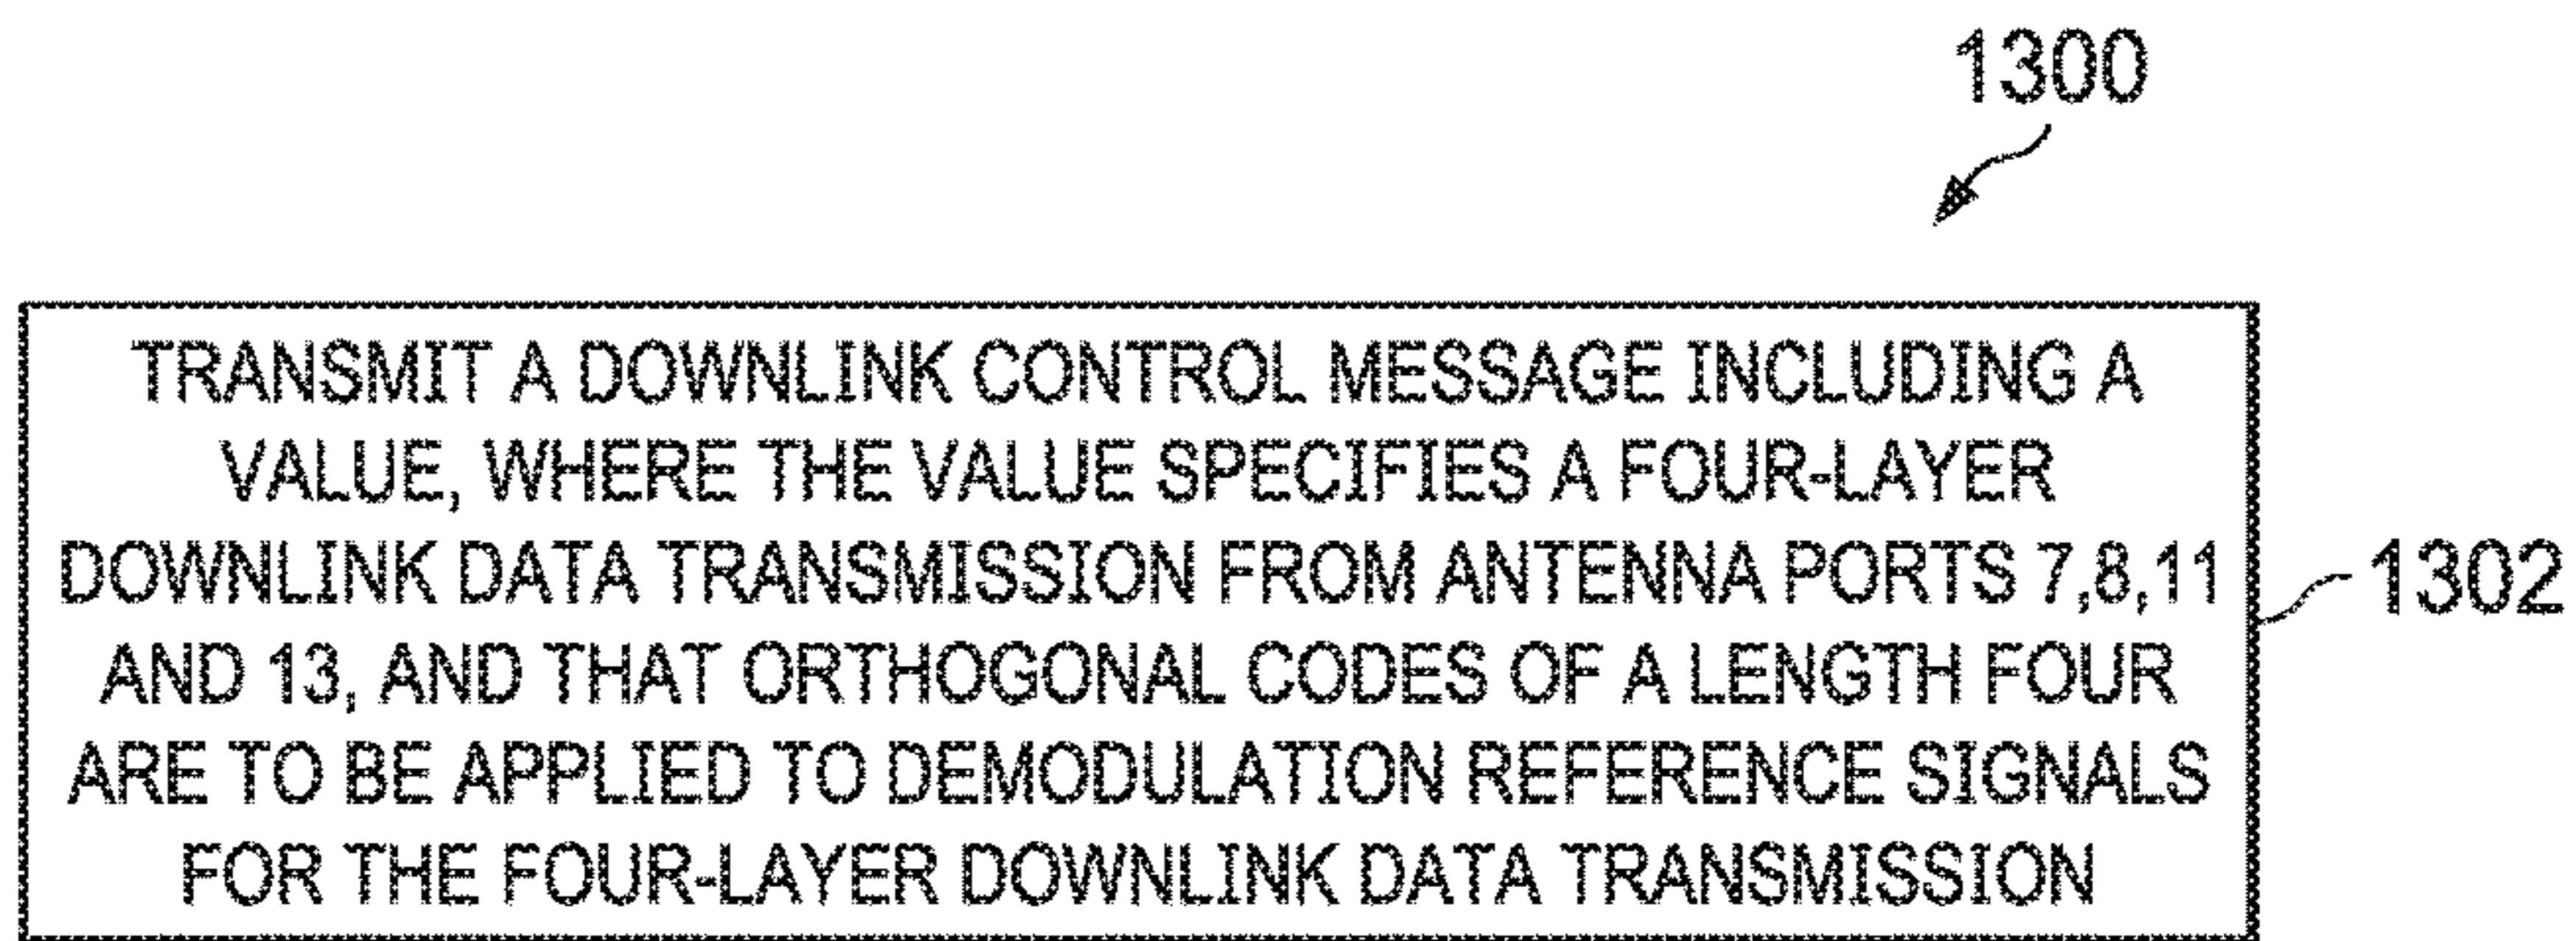 1300
TRANSMIT A DOWNLINK CONTROL MESSAGE INCLUDING A
VALUE, WHERE THE VALUE SPECIFIES A FOUR-LAYER
DOWNLINK DATA TRANSMISSION FROM ANTENNA PORTS 7,8,11
AND 13, AND THAT ORTHOGONAL CODES OF A LENGTH FOUR
ARE TO BE APPLIED TO DEMODULATION REFERENCE SIGNALS
FOR THE FOUR-LAYER DOWNLINK DATA TRANSMISSION
1302